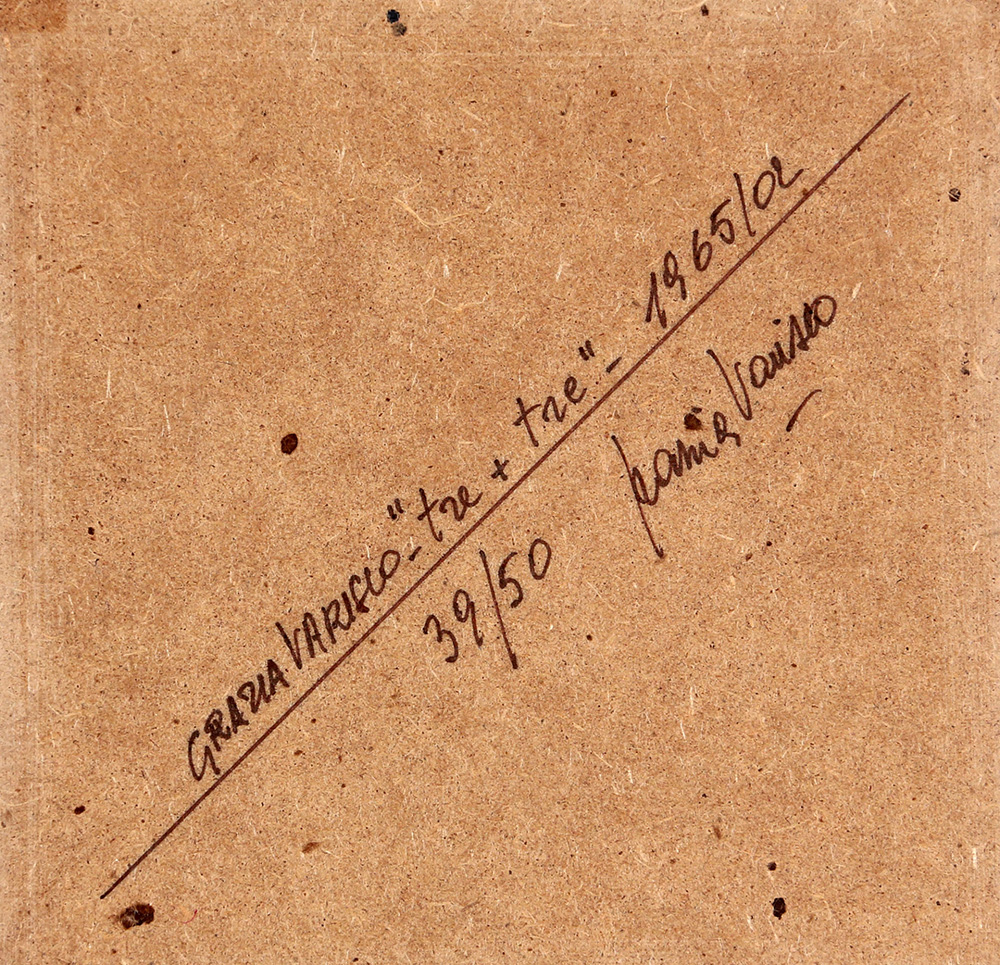 GRAZIA VARISCO - "tre + tre" - 1965/02
39/50 Grazia Varisco